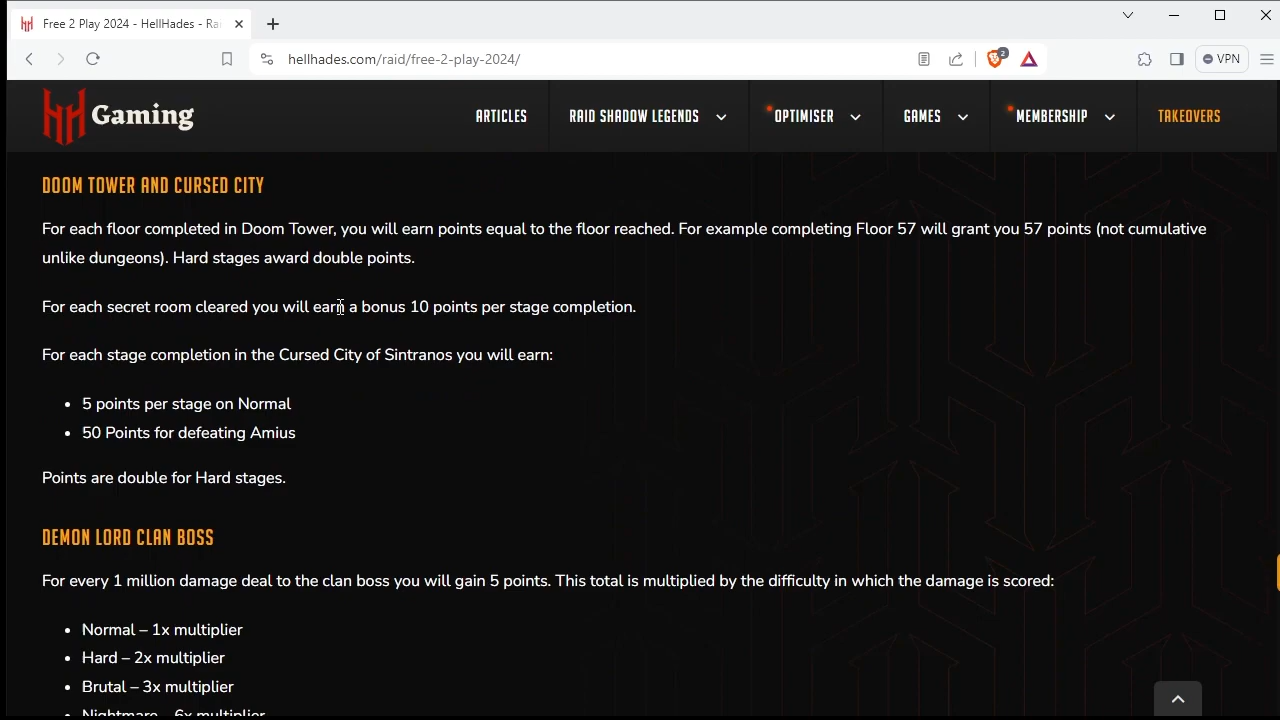 Free 2 Play 2024 - HellHades - Ra
hellhades.com/raid/free-2-play-2024/
2
VPN
Gaming
ARTICLES
RAID SHADOW LEGENDS
OPTIMISER
GAMES
MEMBERSHIP
TAKEOVERS
DOOM TOWER AND CURSED CITY
For each floor completed in Doom Tower, you will earn points equal to the floor reached. For example completing Floor 57 will grant you 57 points (not cumulative
unlike dungeons). Hard stages award double points.
For each secret room cleared you will earn a bonus 10 points per stage completion.
For each stage completion in the Cursed City of Sintranos you will earn:
• 5 points per stage on Normal
• 50 Points for defeating Amius
Points are double for Hard stages.
DEMON LORD CLAN BOSS
For every 1 million damage deal to the clan boss you will gain 5 points. This total is multiplied by the difficulty in which the damage is scored:
• Normal – 1x multiplier
• Hard – 2x multiplier
• Brutal – 3x multiplier
Nightmare – 6x multiplier